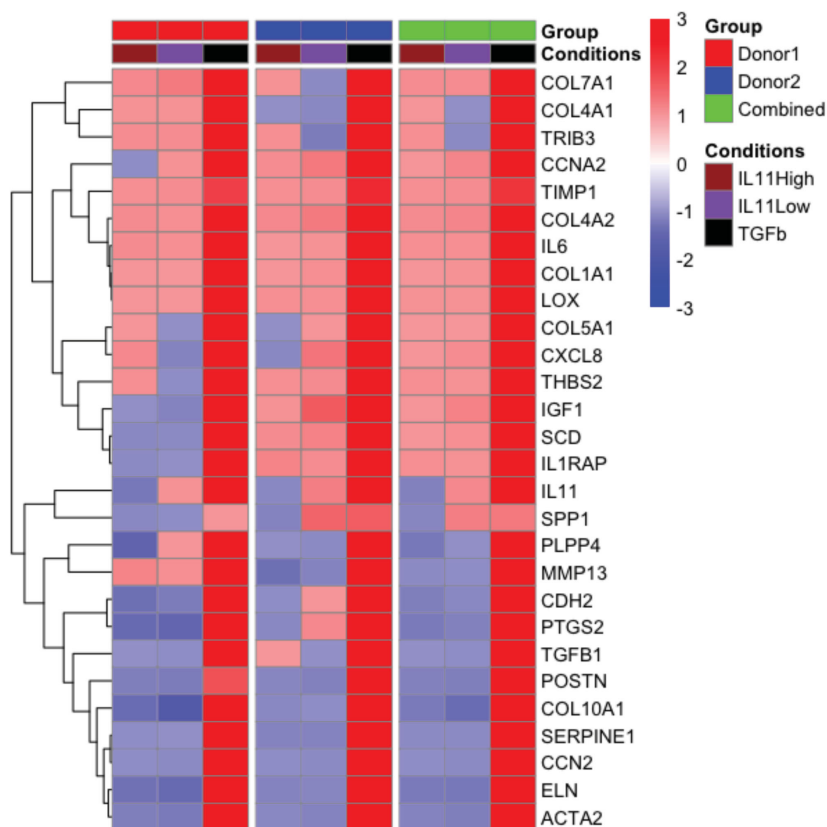 Group
Conditions
COL7A1
COL4A1
TRIB3
CCNA2
TIMP1
COL4A2
IL6
COL1A1
LOX
COL5A1
CXCL8
THBS2
IGF1
SCD
IL1RAP
IL11
SPP1
PLPP4
MMP13
CDH2
PTGS2
TGFB1
POSTN
COL10A1
SERPINE1
CCN2
ELN
ACTA2
3
2
1
0
-1
-2
-3
Group
Donor1
Donor2
Combined
Conditions
IL11High
IL11Low
TGFb